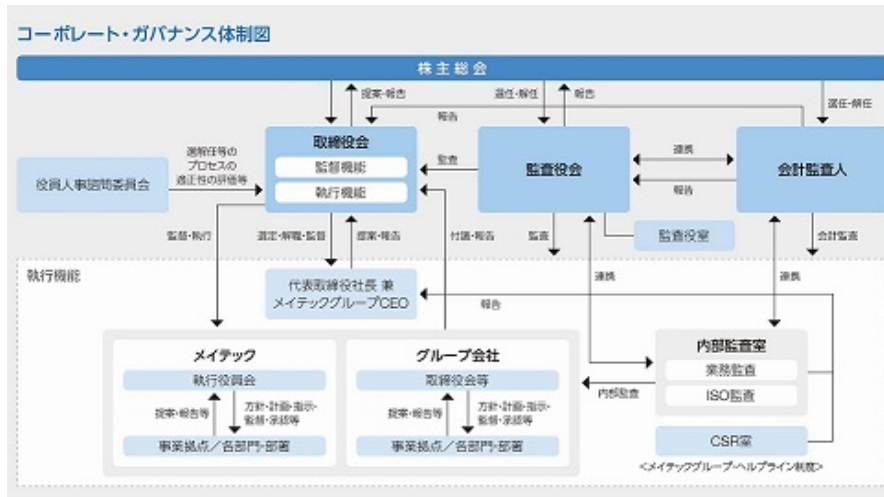 コーポレート・ガバナンス体制図
株主総会
提案・報告
選任・解任
報告
選任・解任
報告
取締役会
監督機能
執行機能
監査役会
会計監査人
役員人事諮問委員会
選解任等の
プロセスの
適正性の評価等
監査
連携
報告
監査役室
監督・執行
選定・解職・監督
提案・報告
付議・報告
監査
会計監査
執行機能
代表取締役社長 兼
メイテックグループCEO
報告
連携
連携
メイテック
執行役員会
提案・報告等
方針・計画・指示・
監督・承認等
事業拠点／各部門・部署
グループ会社
取締役会等
提案・報告等
方針・計画・指示・
監督・承認等
事業拠点／各部門・部署
内部監査
内部監査室
業務監査
ISO監査
CSR室
<メイテックグループ・ヘルプライン制度>